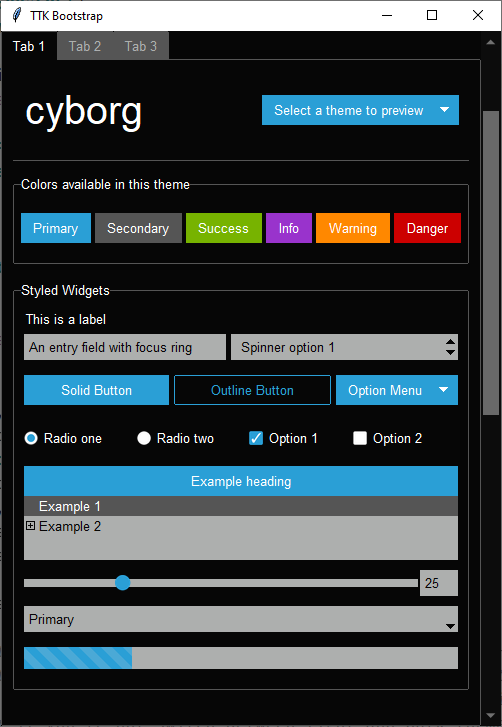 TTK Bootstrap
Tab 1 Tab 2 Tab 3
cyborg
Select a theme to preview
Colors available in this theme
Primary Secondary Success Info Warning Danger
Styled Widgets
This is a label
An entry field with focus ring Spinner option 1
Solid Button Outline Button Option Menu
Radio one Radio two Option 1 Option 2
Example heading
Example 1
Example 2
25
Primary